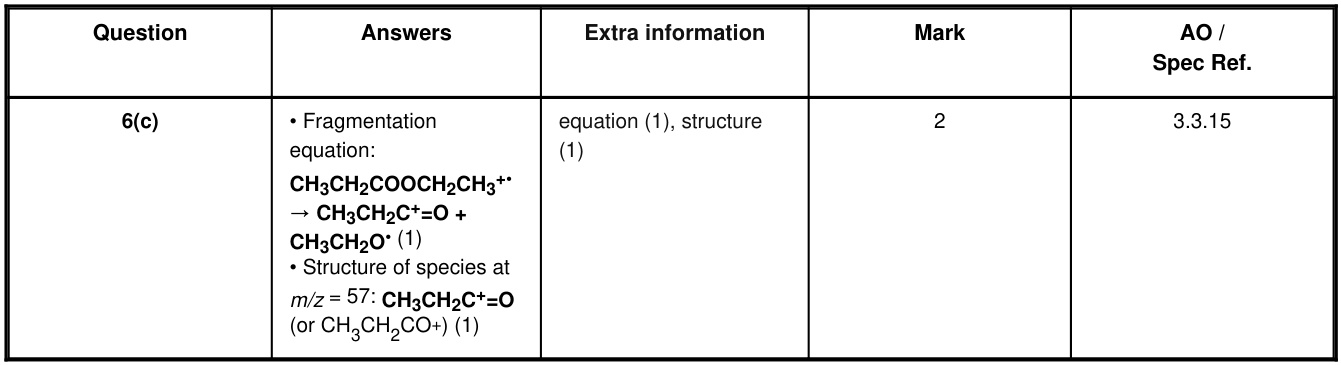 Question Answers Extra information Mark AO /
Spec Ref.
6(c) • Fragmentation equation (1), structure 2 3.3.15
equation: (1)
CH₃CH₂COOCH₂CH₃⁺•
→ CH₃CH₂C⁺=O +
CH₃CH₂O• (1)
• Structure of species at
m/z = 57: CH₃CH₂C⁺=O
(or CH₃CH₂CO+) (1)